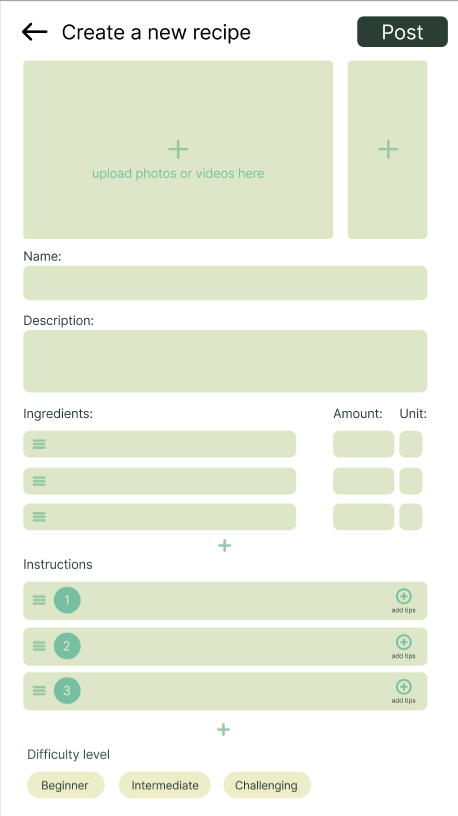 Create a new recipe Post
upload photos or videos here
Name:
Description:
Ingredients: Amount: Unit:
Instructions
1 add tips
2 add tips
3 add tips
Difficulty level
Beginner Intermediate Challenging